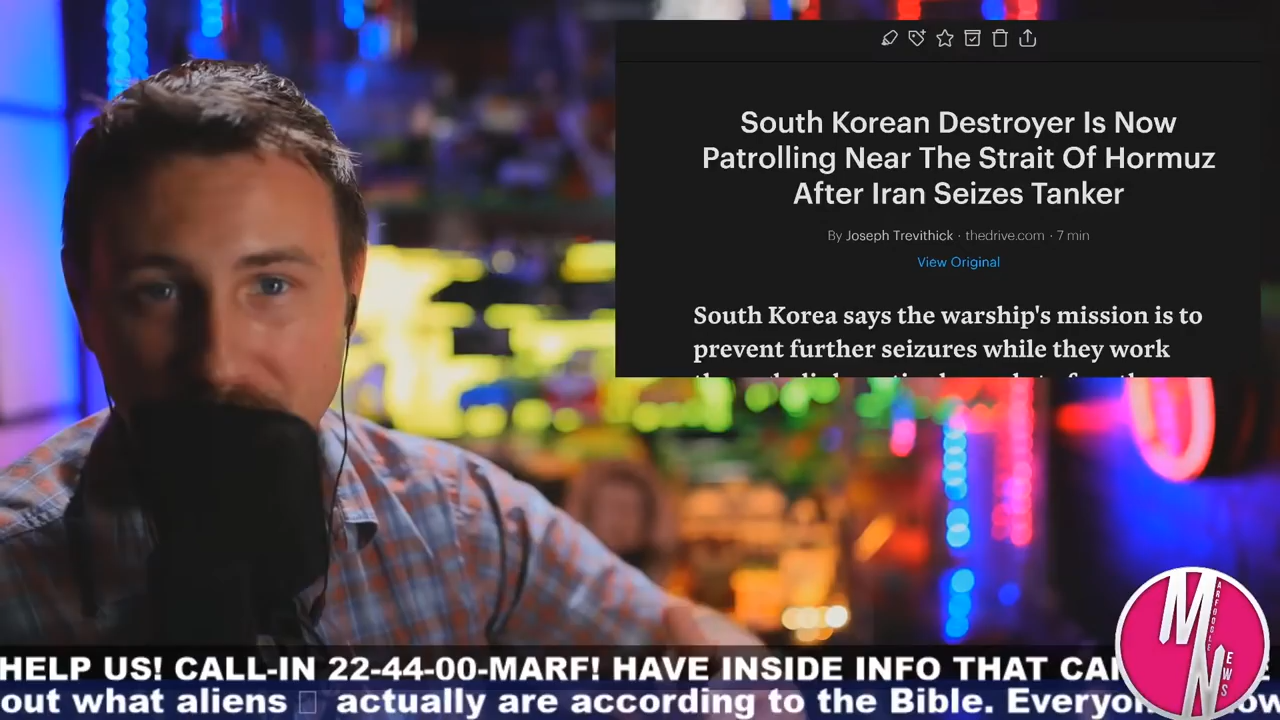 South Korean Destroyer Is Now
Patrolling Near The Strait Of Hormuz
After Iran Seizes Tanker
By Joseph Trevithick · thedrive.com · 7 min
View Original
South Korea says the warship's mission is to
prevent further seizures while they work
HELP US! CALL-IN 22-44-00-MARF! HAVE INSIDE INFO THAT
out what aliens actually are according to the Bible.
MARFOOGLE
NEWS